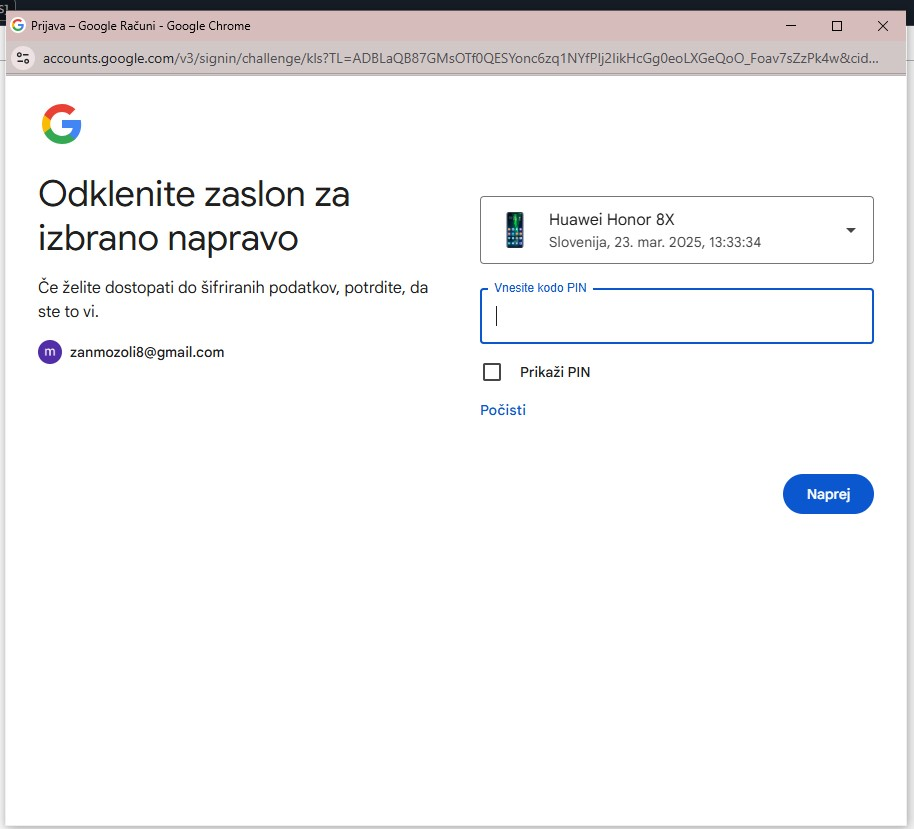 Prijava – Google Računi - Google Chrome
accounts.google.com/v3/signin/challenge/kls?TL=ADBLaQB87GMsOTf0QESYonc6zq1NYfPIj2IikHcGg0eoLXGeQoO_Foav7sZzPk4w&cid...
Odklenite zaslon za
izbrano napravo
Če želite dostopati do šifriranih podatkov, potrdite, da
ste to vi.
m zanmozoli8@gmail.com
Huawei Honor 8X
Slovenija, 23. mar. 2025, 13:33:34
Vnesite kodo PIN
Prikaži PIN
Počisti
Naprej